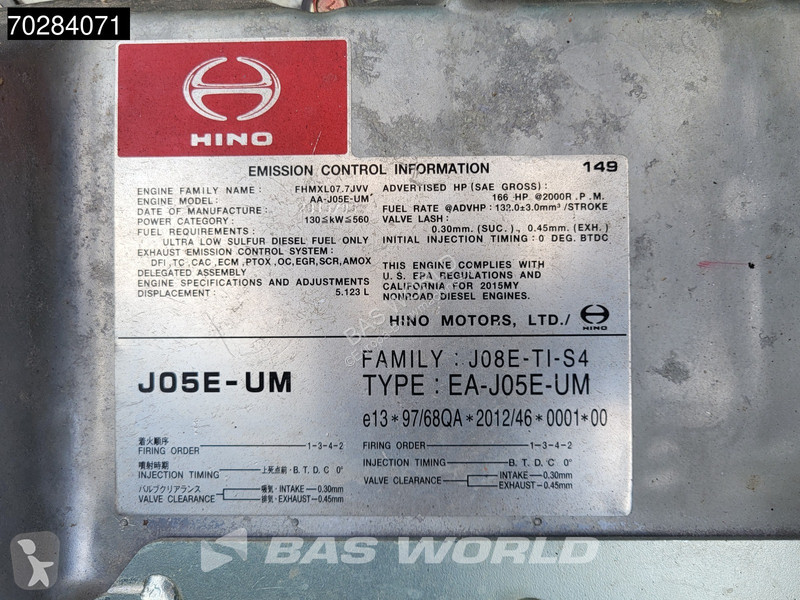 70284071
HINO
EMISSION CONTROL INFORMATION 149
ENGINE FAMILY NAME : FHMXL07.7JVV
ENGINE MODEL : AA-J05E-UM
DATE OF MANUFACTURE :
POWER CATEGORY : 130≦kW≦560
FUEL REQUIREMENTS :
ULTRA LOW SULFUR DIESEL FUEL ONLY
EXHAUST EMISSION CONTROL SYSTEM :
DFI ,TC ,CAC ,ECM ,PTOX ,OC,EGR,SCR,AMOX
DELEGATED ASSEMBLY
ENGINE SPECIFICATIONS AND ADJUSTMENTS
DISPLACEMENT : 5.123 L
ADVERTISED HP (SAE GROSS) :
166 HP @2000R .P .M.
FUEL RATE @ADVHP : 132.0±3.0mm³ /STROKE
VALVE LASH :
0.30mm. (SUC.) ., 0.45mm. (EXH.)
INITIAL INJECTION TIMING : 0 DEG. BTDC
THIS ENGINE COMPLIES WITH
U.S. EPA REGULATIONS AND
CALIFORNIA FOR 2015MY
NONROAD DIESEL ENGINES.
HINO MOTORS, LTD./ HINO
J05E-UM
FAMILY : J08E-TI-S4
TYPE : EA-J05E-UM
e13*97/68QA*2012/46*0001*00
着火順序
FIRING ORDER 1-3-4-2
噴射時期
INJECTION TIMING 上死点前・B. T. D. C 0°
バルブクリアランス
VALVE CLEARANCE 吸気・INTAKE 0.30mm
排気・EXHAUST 0.45mm
FIRING ORDER 1-3-4-2
INJECTION TIMING B. T. D. C 0°
VALVE CLEARANCE INTAKE 0.30mm
EXHAUST 0.45mm
BAS WORLD